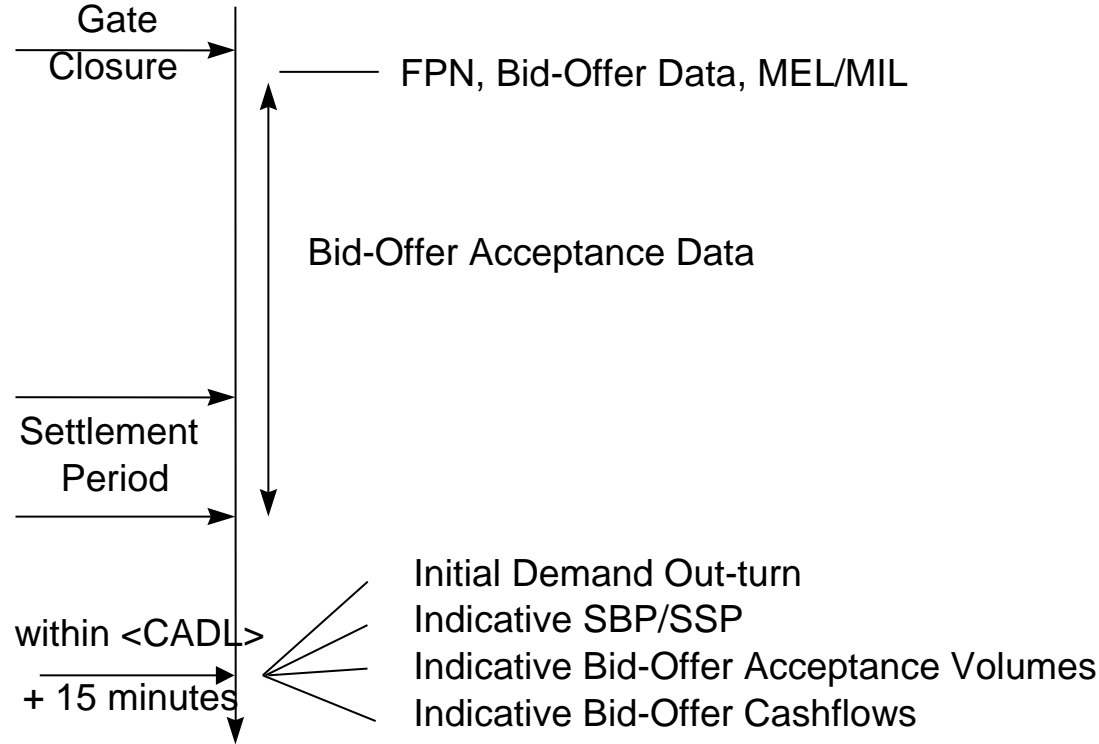 Gate
Closure
FPN, Bid-Offer Data, MEL/MIL
Bid-Offer Acceptance Data
Settlement
Period
Initial Demand Out-turn
Indicative SBP/SSP
within <CADL>
Indicative Bid-Offer Acceptance Volumes
+ 15 minutes
Indicative Bid-Offer Cashflows